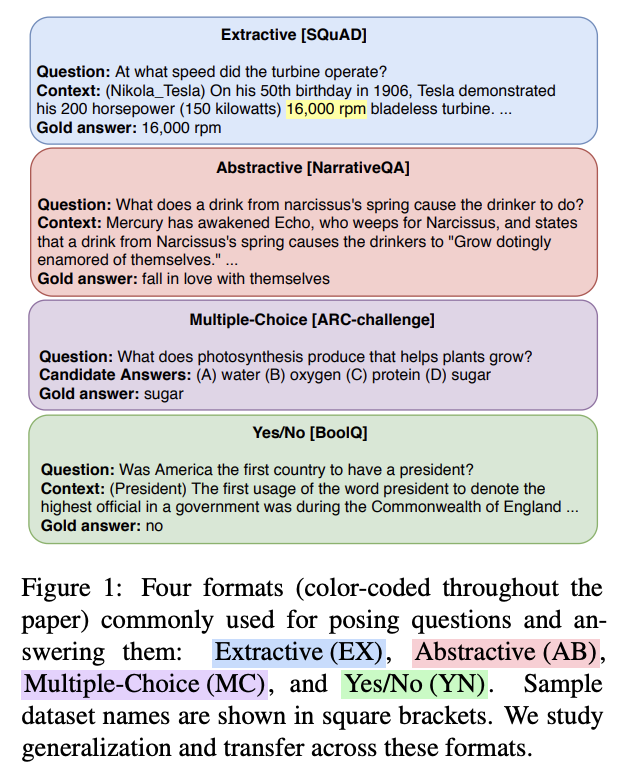 Extractive [SQuAD]
Question: At what speed did the turbine operate?
Context: (Nikola_Tesla) On his 50th birthday in 1906, Tesla demonstrated
his 200 horsepower (150 kilowatts) 16,000 rpm bladeless turbine. ...
Gold answer: 16,000 rpm
Abstractive [NarrativeQA]
Question: What does a drink from narcissus's spring cause the drinker to do?
Context: Mercury has awakened Echo, who weeps for Narcissus, and states
that a drink from Narcissus's spring causes the drinkers to "Grow dotingly
enamored of themselves." ...
Gold answer: fall in love with themselves
Multiple-Choice [ARC-challenge]
Question: What does photosynthesis produce that helps plants grow?
Candidate Answers: (A) water (B) oxygen (C) protein (D) sugar
Gold answer: sugar
Yes/No [BoolQ]
Question: Was America the first country to have a president?
Context: (President) The first usage of the word president to denote the
highest official in a government was during the Commonwealth of England ...
Gold answer: no
Figure 1: Four formats (color-coded throughout the
paper) commonly used for posing questions and an-
swering them: Extractive (EX), Abstractive (AB),
Multiple-Choice (MC), and Yes/No (YN). Sample
dataset names are shown in square brackets. We study
generalization and transfer across these formats.